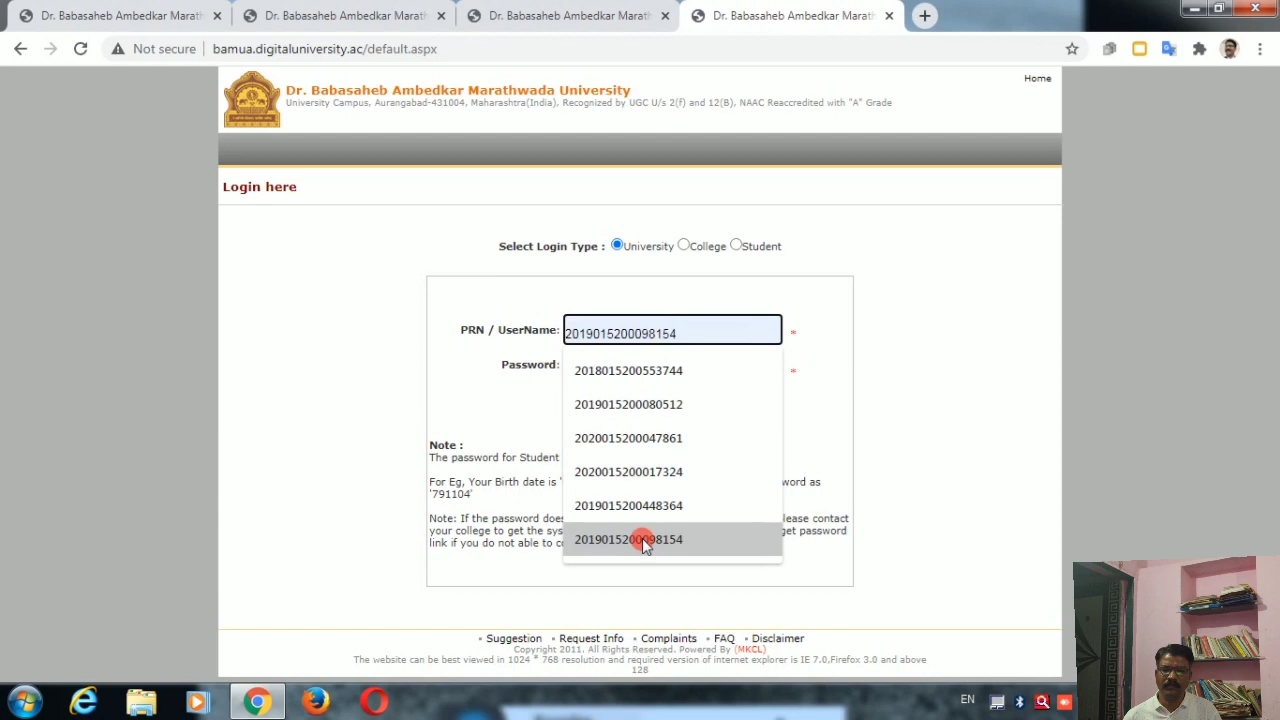 Dr. Babasaheb Ambedkar Marath
Dr. Babasaheb Ambedkar Marath
Dr. Babasaheb Ambedkar Marath
Dr. Babasaheb Ambedkar Marath
Not secure
bamua.digitaluniversity.ac/default.aspx
Home
Dr. Babasaheb Ambedkar Marathwada University
University Campus, Aurangabad-431004, Maharashtra(India), Recognized by UGC U/s 2(f) and 12(B), NAAC Reaccredited with "A" Grade
Login here
Select Login Type : University College Student
PRN / UserName: 2019015200098154 *
Password: *
2018015200553744
2019015200080512
2020015200047861
2020015200017324
2019015200448364
2019015200098154
Note :
The password for Student
For Eg, Your Birth date is ' word as
'791104'
Note: If the password does lease contact
your college to get the sys get password
link if you do not able to co
• Suggestion • Request Info • Complaints • FAQ • Disclaimer
Copyright 2011. All Rights Reserved. Powered By (MKCL)
The website can be best viewed in 1024 * 768 resolution and required version of internet explorer is IE 7.0,Firefox 3.0 and above
128
EN